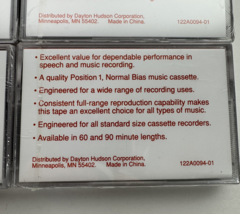 Distributed by Dayton Hudson Corporation,
Minneapolis, MN 55402. Made in China. 122A0094-01
• Excellent value for dependable performance in
speech and music recording.
• A quality Position 1, Normal Bias music cassette.
• Engineered for a wide range of recording uses.
• Consistent full-range reproduction capability makes
this tape an excellent choice for all types of music.
• Engineered for all standard size cassette recorders.
• Available in 60 and 90 minute lengths.
Distributed by Dayton Hudson Corporation,
Minneapolis, MN 55402. Made in China. 122A0094-01